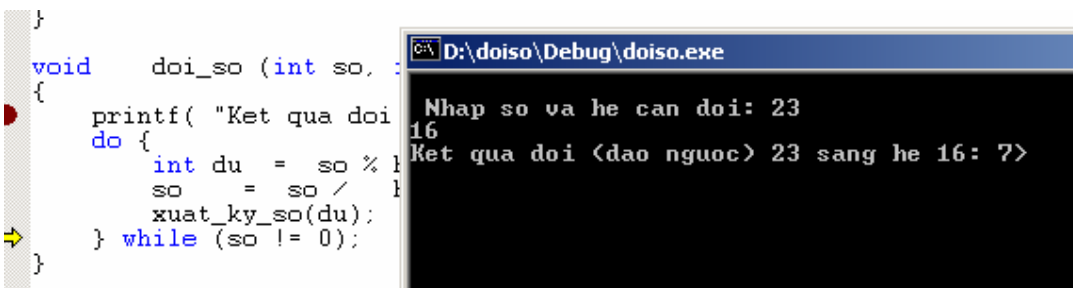 }
void doi_so (int so,
{
printf( "Ket qua doi
do {
int du = so %
so = so /
xuat_ky_so(du);
} while (so != 0);
}
D:\doiso\Debug\doiso.exe
Nhap so va he can doi: 23
16
Ket qua doi (dao nguoc) 23 sang he 16: 7>